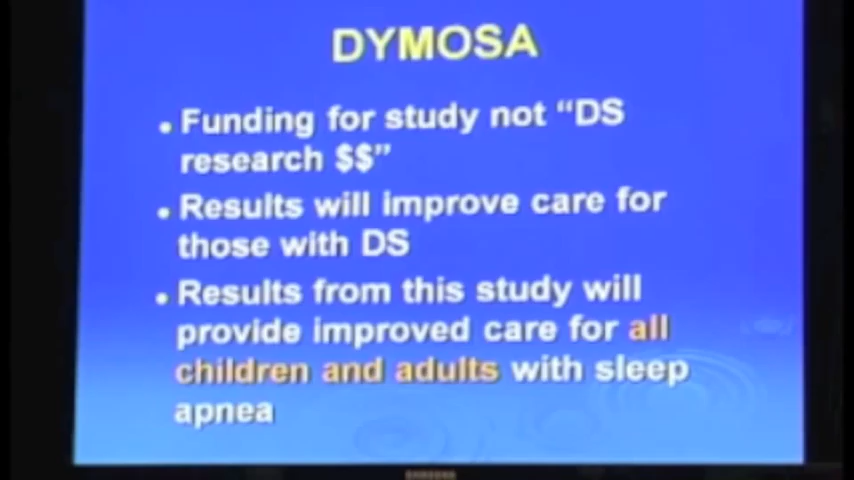 DYMOSA
• Funding for study not “DS
research $$”
• Results will improve care for
those with DS
• Results from this study will
provide improved care for all
children and adults with sleep
apnea